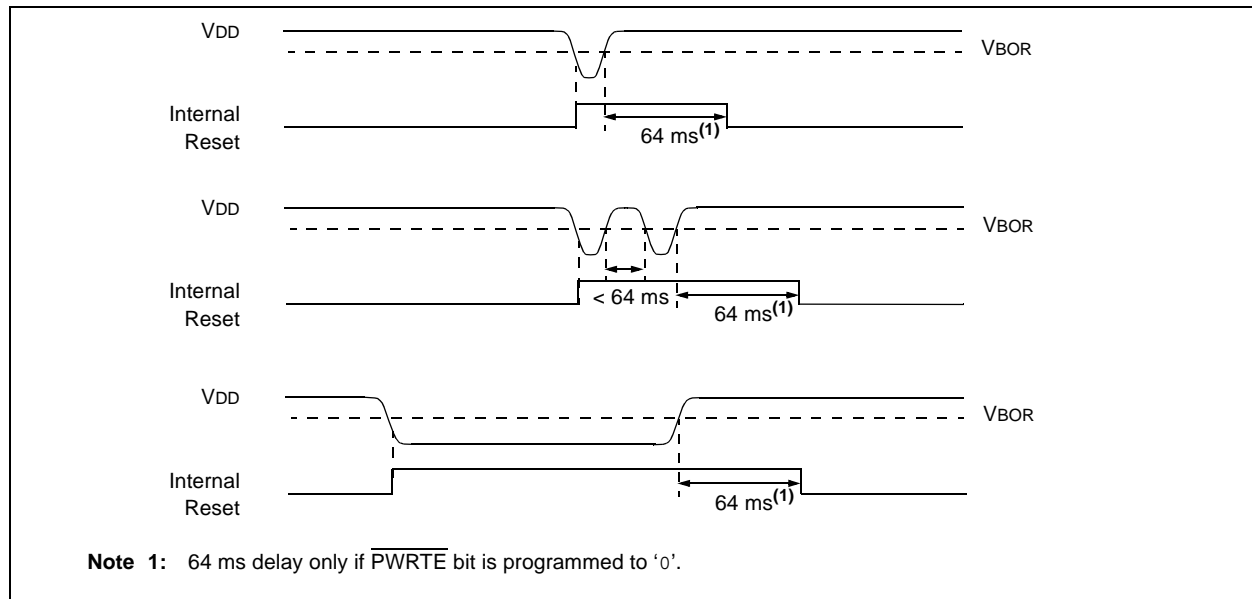 VDD
VBOR
Internal
Reset
64 ms(1)
VDD
VBOR
Internal
Reset
< 64 ms
64 ms(1)
VDD
VBOR
Internal
Reset
64 ms(1)
Note 1: 64 ms delay only if PWRTE bit is programmed to ‘0’.